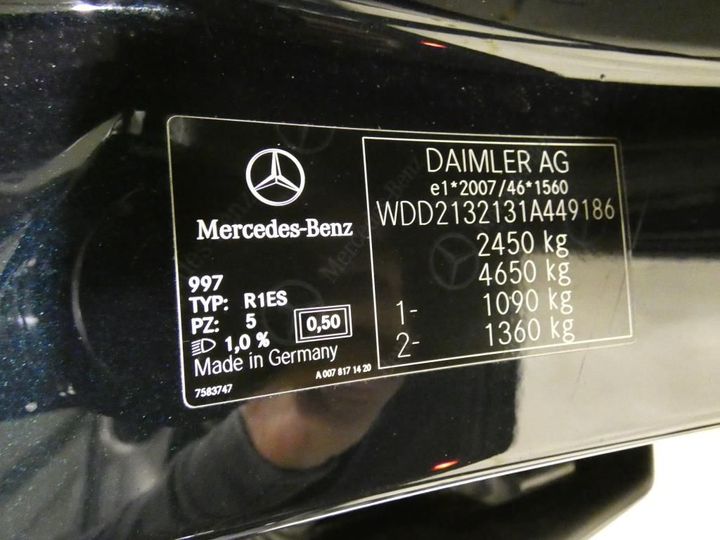 Mercedes-Benz
997
TYP: R1ES
PZ: 5
0,50
1,0 %
Made in Germany
7583747
A 007 817 14 20
DAIMLER AG
e1*2007/46*1560
WDD2132131A449186
2450 kg
4650 kg
1- 1090 kg
2- 1360 kg